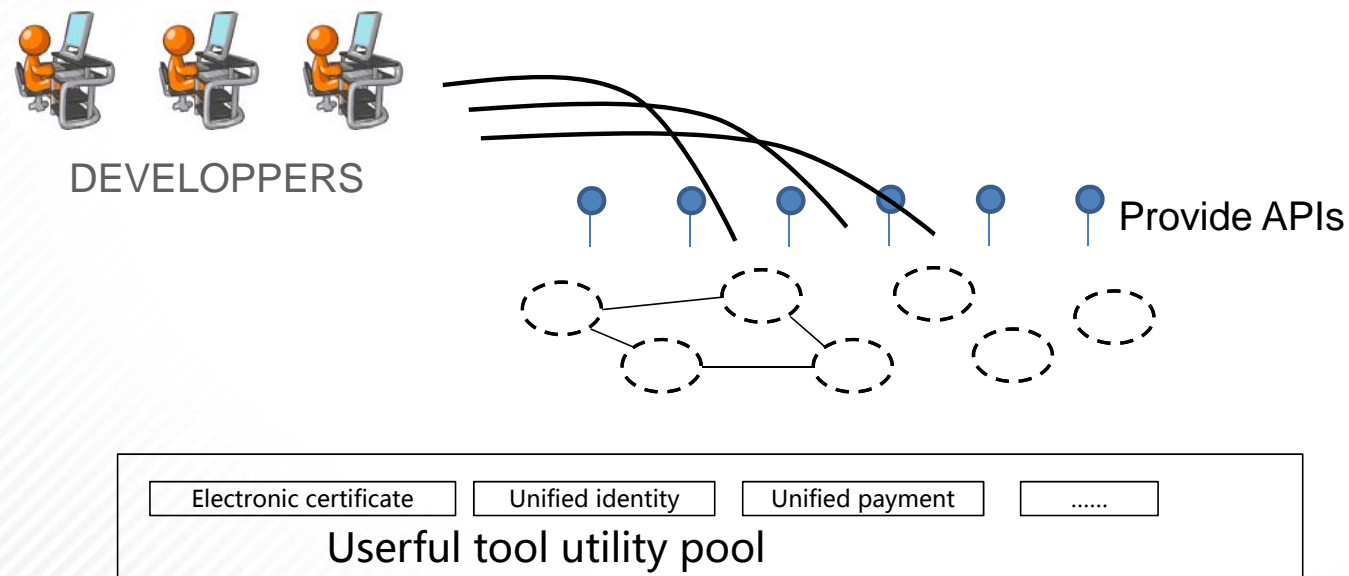 DEVELOPPERS
Provide APIs
Electronic certificate
Unified identity
Unified payment
......
Userful tool utility pool